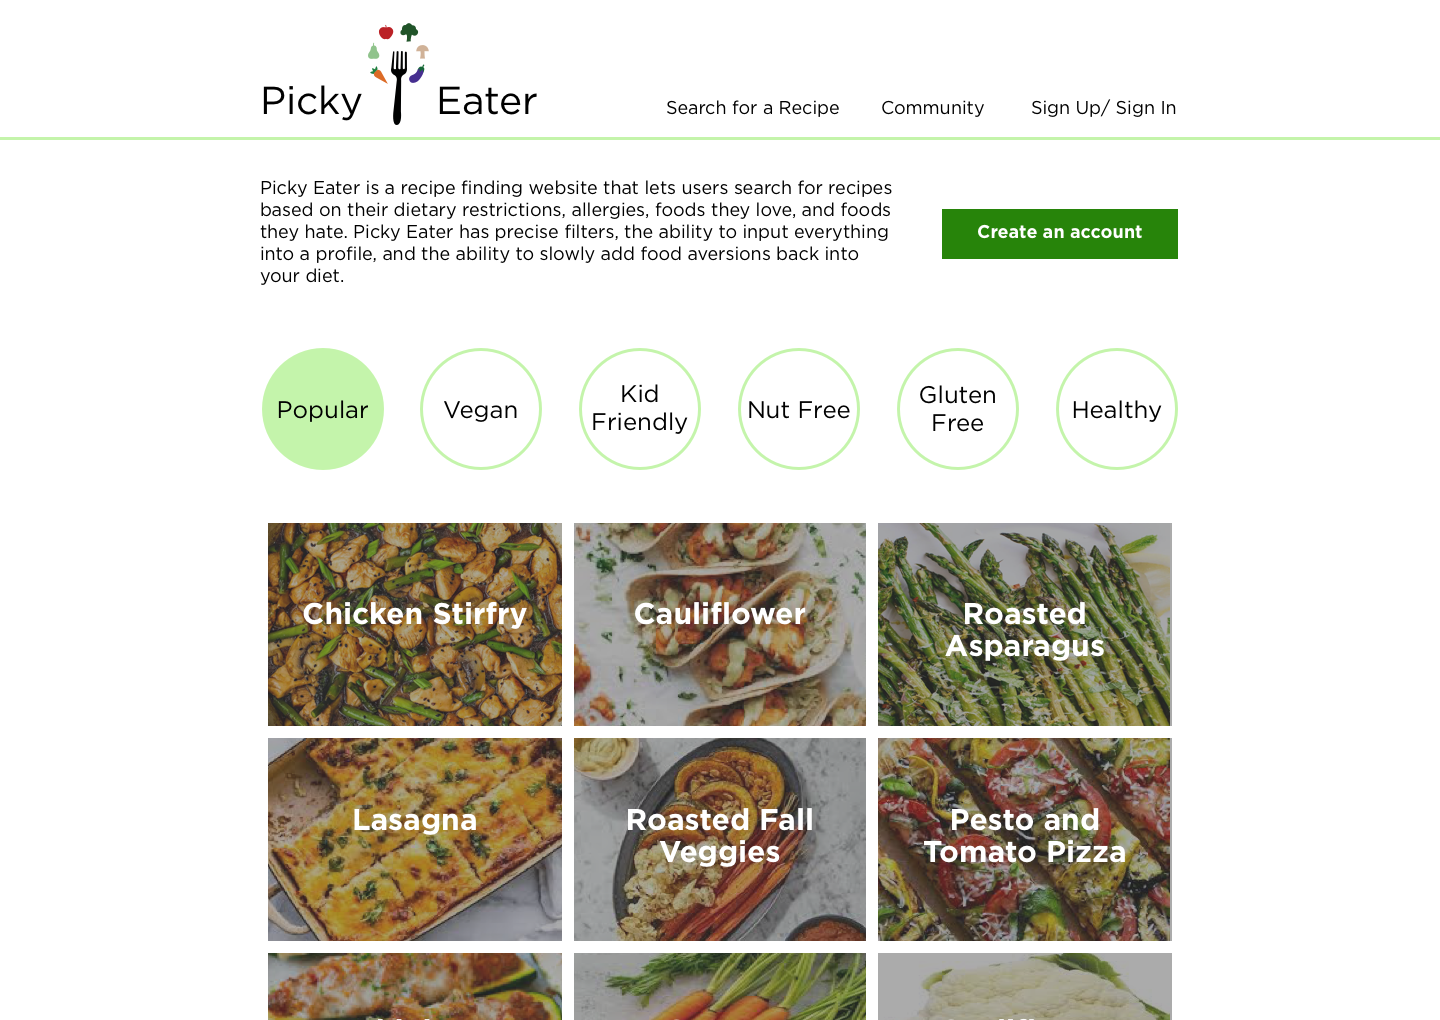 Picky Eater
Search for a Recipe
Community
Sign Up/ Sign In
Picky Eater is a recipe finding website that lets users search for recipes
based on their dietary restrictions, allergies, foods they love, and foods
they hate. Picky Eater has precise filters, the ability to input everything
into a profile, and the ability to slowly add food aversions back into
your diet.
Create an account
Popular
Vegan
Kid
Friendly
Nut Free
Gluten
Free
Healthy
Chicken Stirfry
Cauliflower
Roasted
Asparagus
Lasagna
Roasted Fall
Veggies
Pesto and
Tomato Pizza